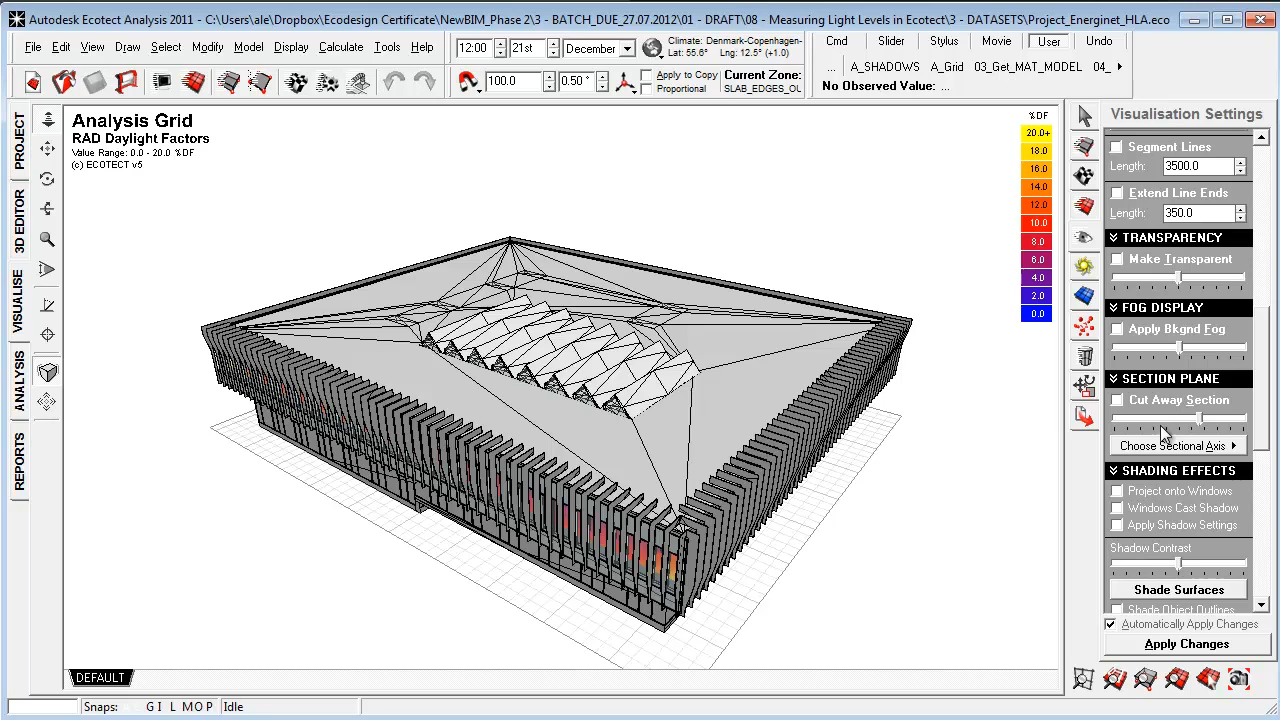 Autodesk Ecotect Analysis 2011 - C:\Users\ale\Dropbox\Ecodesign Certificate\NewBIM_Phase 2\3 - BATCH_DUE_27.07.2012\01 - DRAFT\08 - Measuring Light Levels in Ecotect\3 - DATASETS\Project_Energinet_HLA.eco
File Edit View Draw Select Modify Model Display Calculate Tools Help
12:00 21st December
Climate: Denmark-Copenhagen-
Lat: 55.6° Lng: 12.5° (+1.0)
Cmd Slider Stylus Movie User Undo
... A_SHADOWS A_Grid 03_Get_MAT_MODEL 04_
No Observed Value: ...
100.0 0.50 °
Apply to Copy
Proportional
Current Zone:
SLAB_EDGES_OU
PROJECT
3D EDITOR
VISUALISE
ANALYSIS
REPORTS
Analysis Grid
RAD Daylight Factors
Value Range: 0.0 - 20.0 %DF
(c) ECOTECT v5
%DF
20.0+
18.0
16.0
14.0
12.0
10.0
8.0
6.0
4.0
2.0
0.0
DEFAULT
Visualisation Settings
Segment Lines
Length: 3500.0
Extend Line Ends
Length: 350.0
TRANSPARENCY
Make Transparent
FOG DISPLAY
Apply Bkgnd Fog
SECTION PLANE
Cut Away Section
Choose Sectional Axis
SHADING EFFECTS
Project onto Windows
Windows Cast Shadow
Apply Shadow Settings
Shadow Contrast
Shade Surfaces
Shade Object Outlines
Automatically Apply Changes
Apply Changes
Snaps: G I L M O P Idle